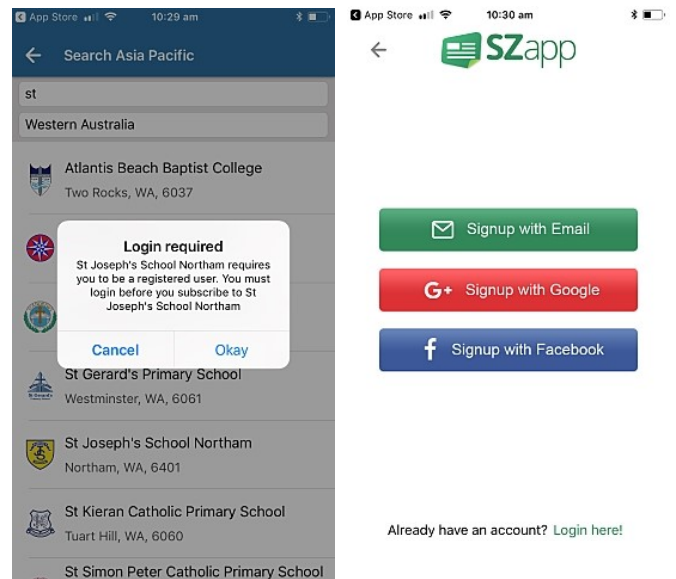 App Store 10:29 am
Search Asia Pacific
st
Western Australia
Atlantis Beach Baptist College
Two Rocks, WA, 6037
Login required
St Joseph's School Northam requires
you to be a registered user. You must
login before you subscribe to St
Joseph's School Northam
Cancel Okay
St Gerard's Primary School
Westminster, WA, 6061
St Joseph's School Northam
Northam, WA, 6401
St Kieran Catholic Primary School
Tuart Hill, WA, 6060
St Simon Peter Catholic Primary School
App Store 10:30 am
SZapp
Signup with Email
G+ Signup with Google
f Signup with Facebook
Already have an account? Login here!